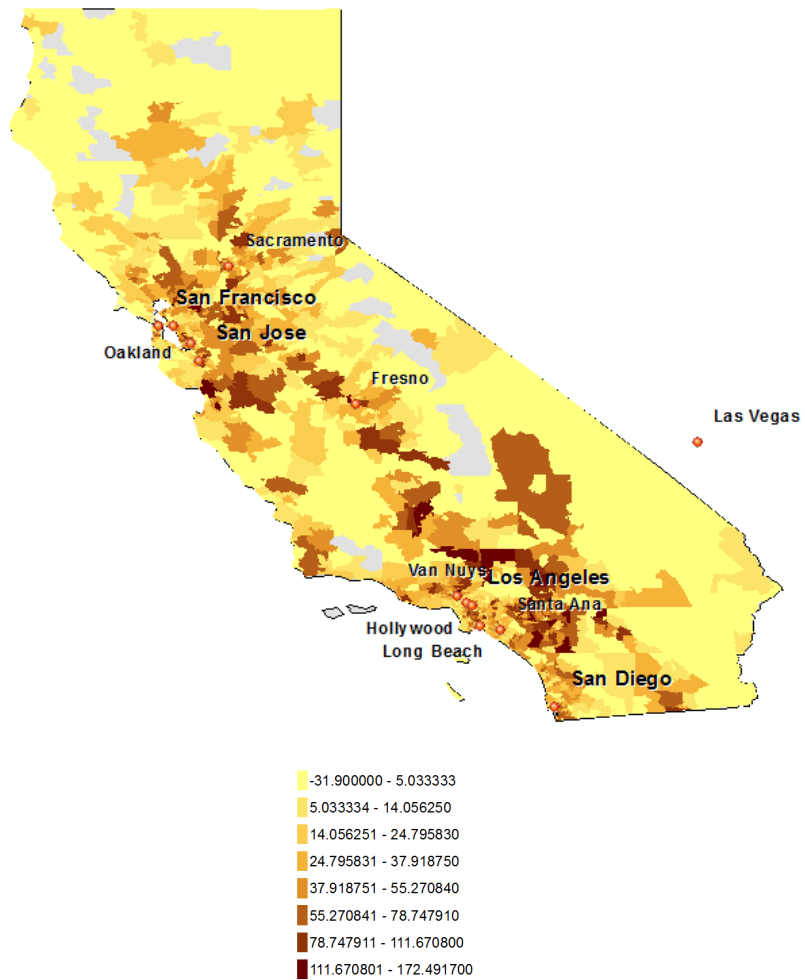 Sacramento
San Francisco
San Jose
Oakland
Fresno
Las Vegas
Van Nuys
Los Angeles
Santa Ana
Hollywood
Long Beach
San Diego
-31.900000 - 5.033333
5.033334 - 14.056250
14.056251 - 24.795830
24.795831 - 37.918750
37.918751 - 55.270840
55.270841 - 78.747910
78.747911 - 111.670800
111.670801 - 172.491700